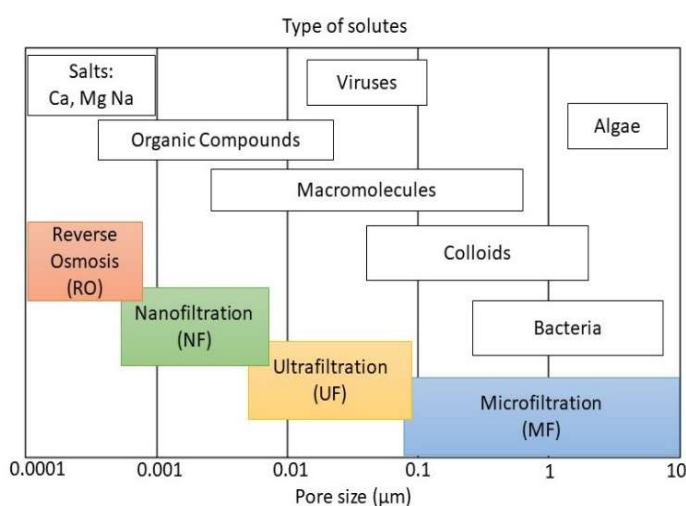 Type of solutes
Salts:
Ca, Mg Na
Viruses
Algae
Organic Compounds
Macromolecules
Reverse
Osmosis
(RO)
Colloids
Nanofiltration
(NF)
Bacteria
Ultrafiltration
(UF)
Microfiltration
(MF)
0.0001 0.001 0.01 0.1 1 10
Pore size (μm)